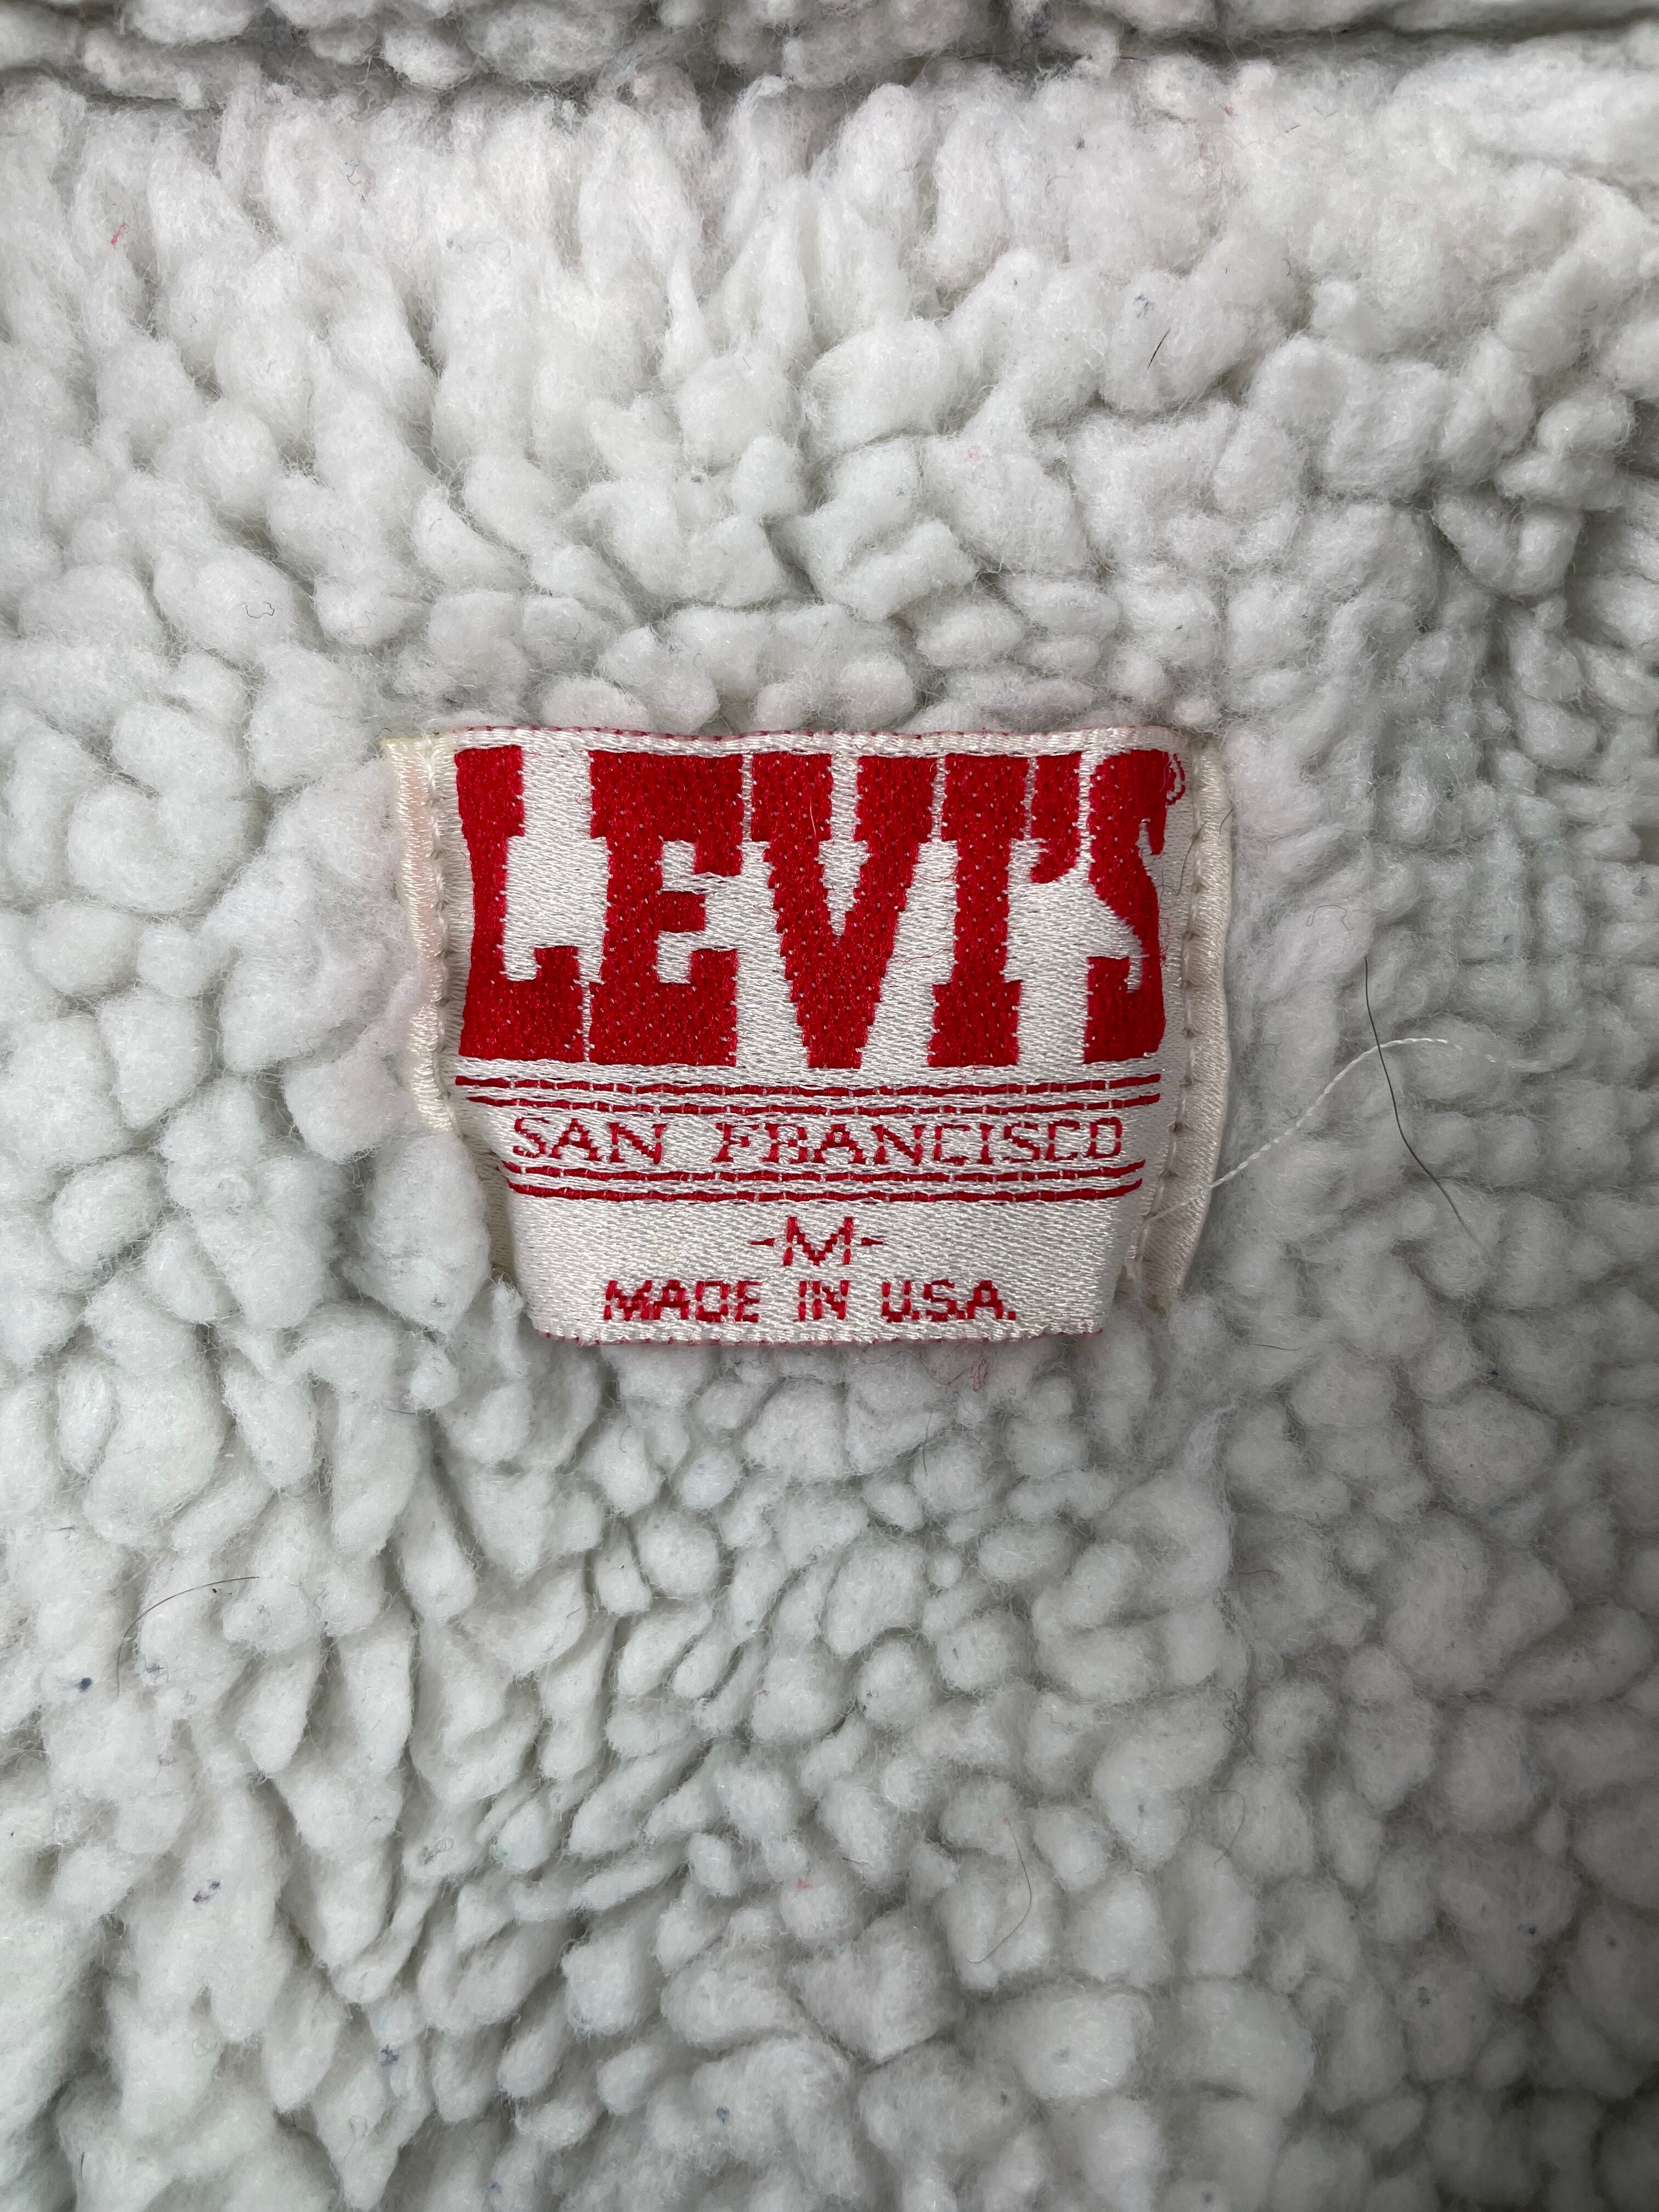 LEVI'S®
SAN FRANCISCO
-M-
MADE IN U.S.A.